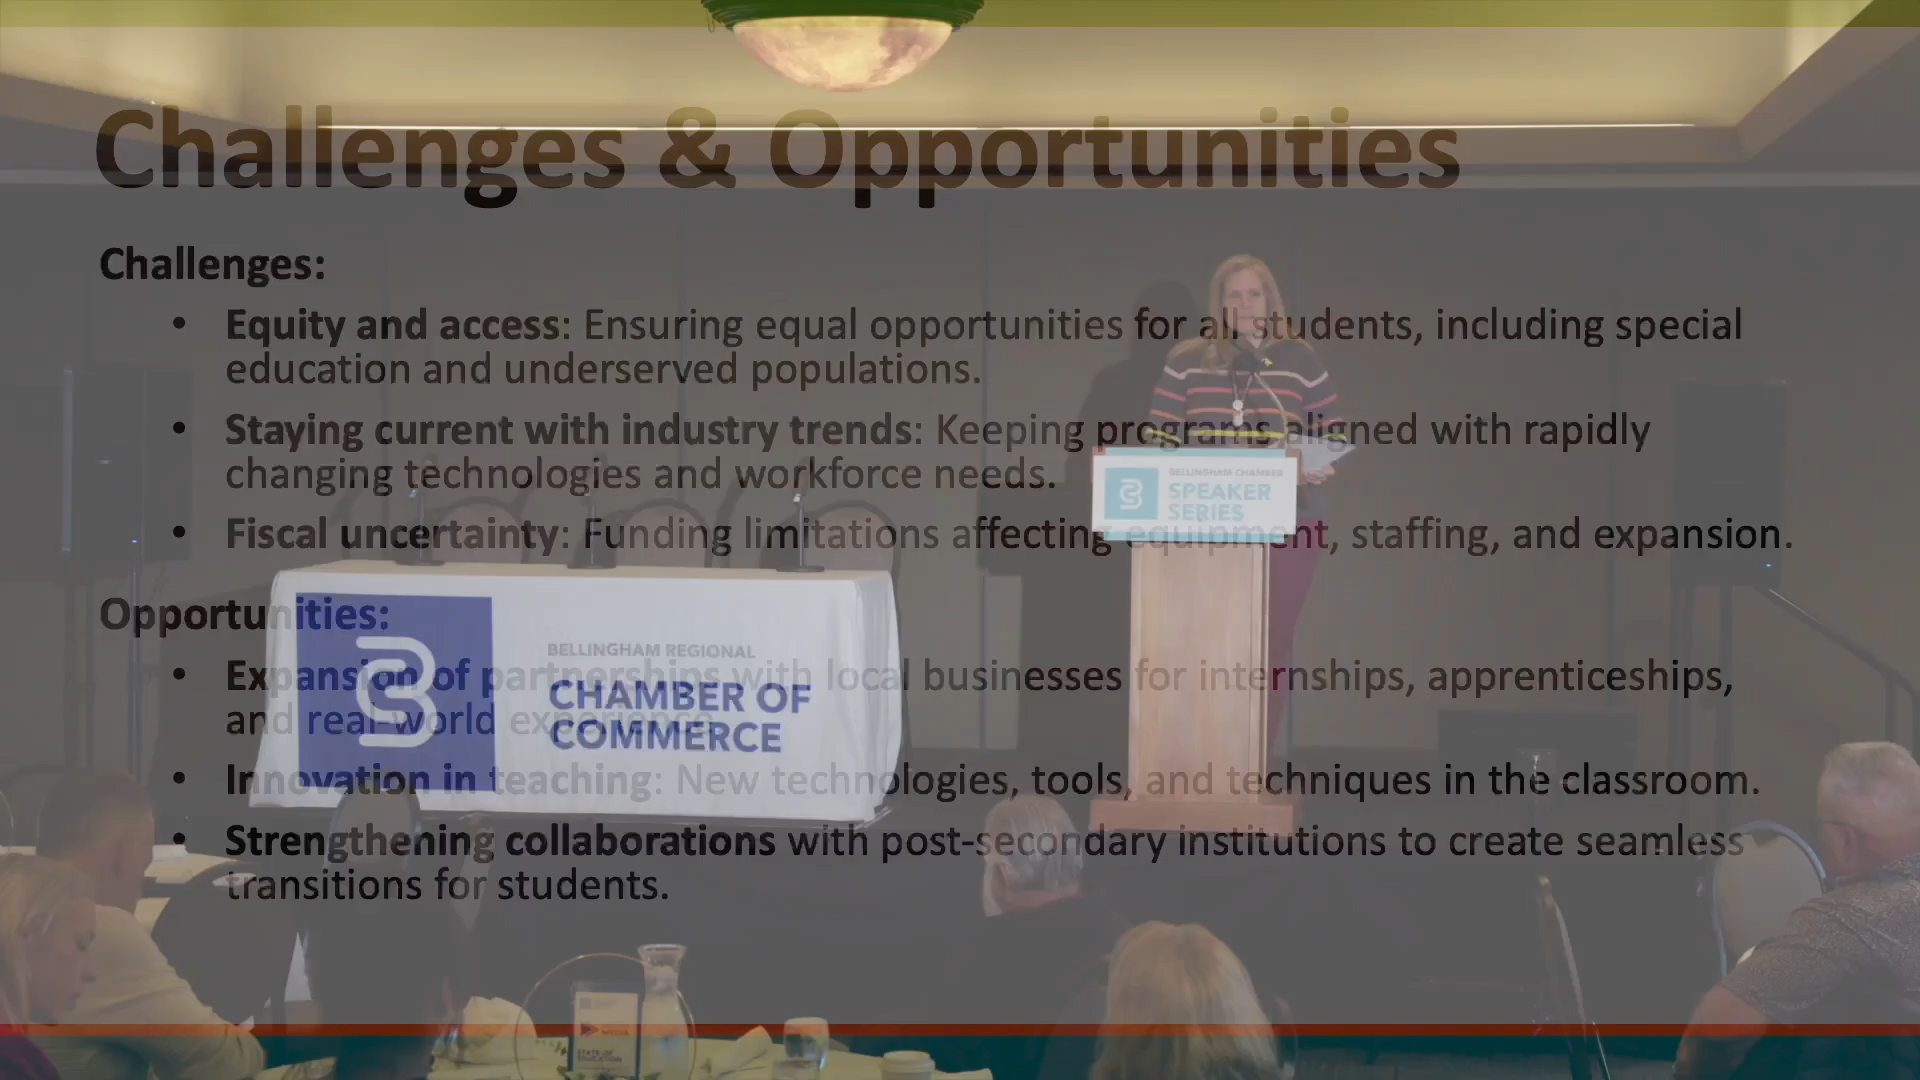 Challenges & Opportunities
Challenges:
• Equity and access: Ensuring equal opportunities for all students, including special
education and underserved populations.
• Staying current with industry trends: Keeping programs aligned with rapidly
changing technologies and workforce needs.
• Fiscal uncertainty: Funding limitations affecting equipment, staffing, and expansion.
Opportunities:
• Expansion of partnerships with local businesses for internships, apprenticeships,
and real-world experience.
• Innovation in teaching: New technologies, tools, and techniques in the classroom.
• Strengthening collaborations with post-secondary institutions to create seamless
transitions for students.
BELLINGHAM CHAMBER
SPEAKER
SERIES
BELLINGHAM REGIONAL
CHAMBER OF
COMMERCE
MEDIA
STATE OF
EDUCATION